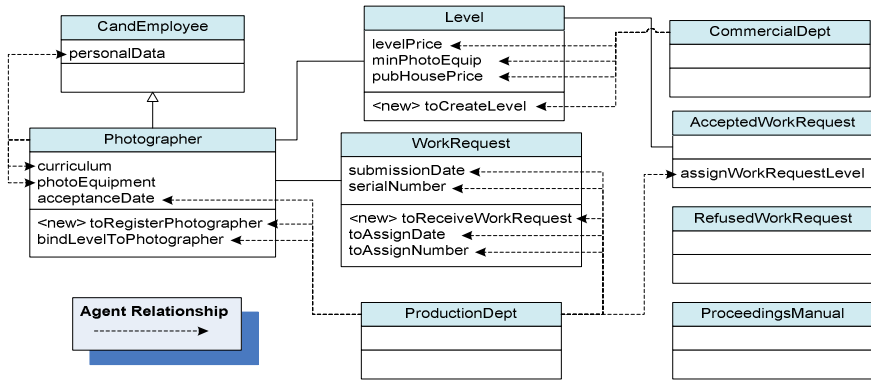 CandEmployee
personalData
Level
levelPrice
minPhotoEquip
pubHousePrice
<new> toCreateLevel
CommercialDept
Photographer
curriculum
photoEquipment
acceptanceDate
<new> toRegisterPhotographer
bindLevelToPhotographer
WorkRequest
submissionDate
serialNumber
<new> toReceiveWorkRequest
toAssignDate
toAssignNumber
AcceptedWorkRequest
assignWorkRequestLevel
RefusedWorkRequest
Agent Relationship
ProductionDept
ProceedingsManual